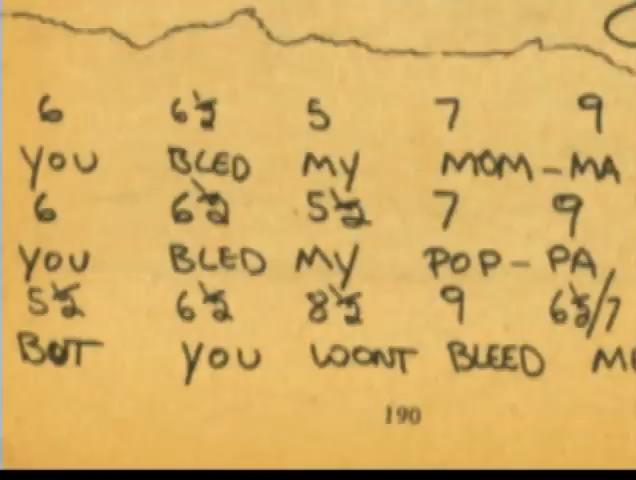 6 6½ 5 7 9
YOU BLED MY MOM-MA
6 6½ 5½ 7 9
YOU BLED MY POP-PA,
5½ 6½ 8½ 9 6½/7
BUT YOU WONT BLEED
190